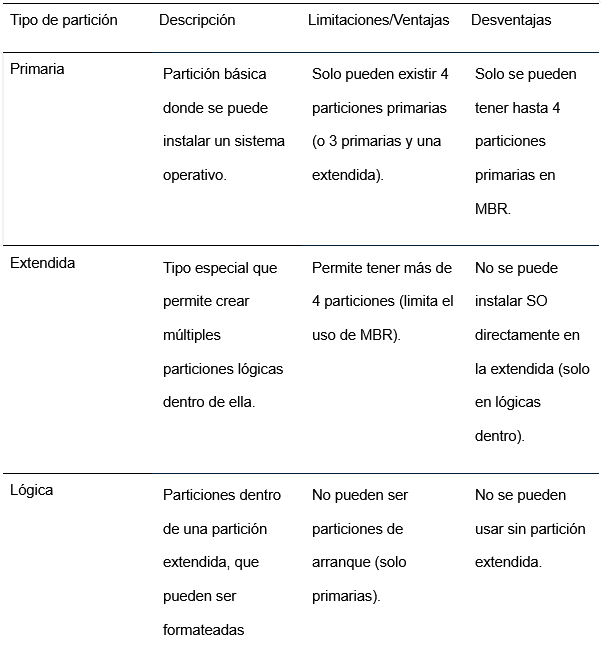 Tipo de partición Descripción Limitaciones/Ventajas Desventajas
Primaria
Partición básica
donde se puede
instalar un sistema
operativo.
Solo pueden existir 4
particiones primarias
(o 3 primarias y una
extendida).
Solo se pueden
tener hasta 4
particiones
primarias en
MBR.
Extendida
Tipo especial que
permite crear
múltiples
particiones lógicas
dentro de ella.
Permite tener más de
4 particiones (limita el
uso de MBR).
No se puede
instalar SO
directamente en
la extendida (solo
en lógicas
dentro).
Lógica
Particiones dentro
de una partición
extendida, que
pueden ser
formateadas
No pueden ser
particiones de
arranque (solo
primarias).
No se pueden
usar sin partición
extendida.